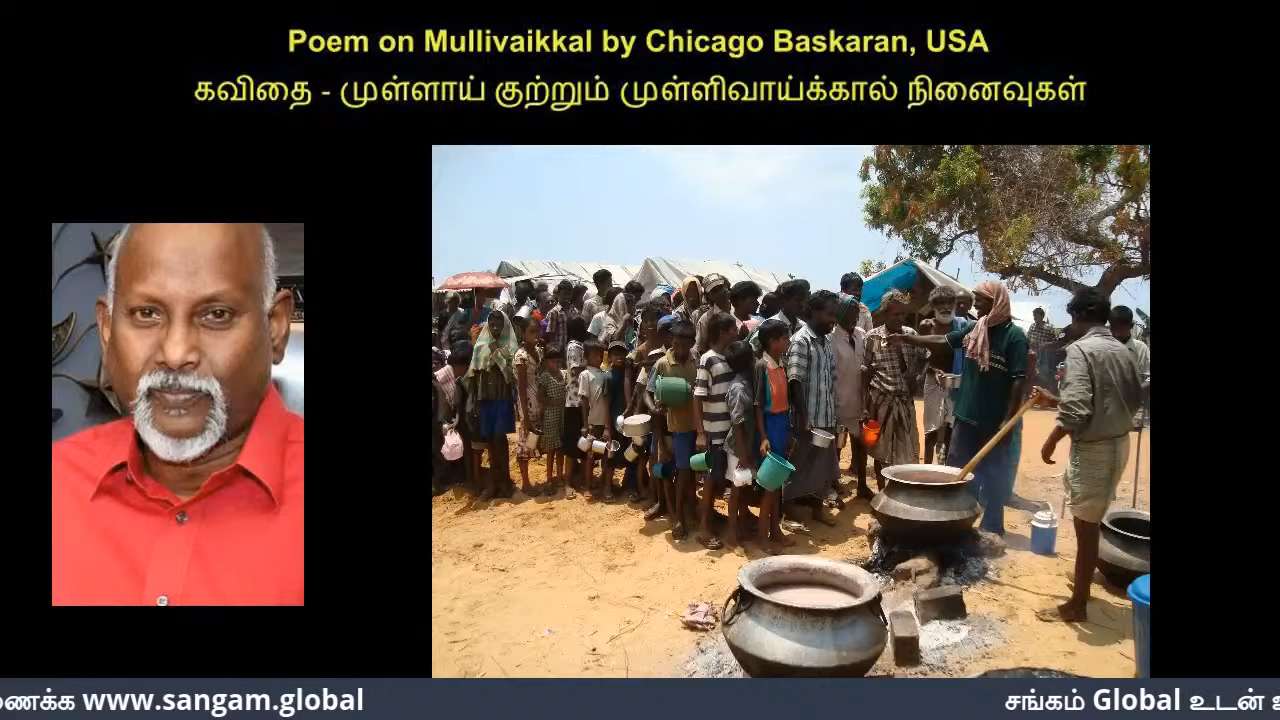 Poem on Mullivaikkal by Chicago Baskaran, USA
கவிதை - முள்ளாய் குற்றும் முள்ளிவாய்க்கால் நினைவுகள்
www.sangam.global
சங்கம் Global உடன்